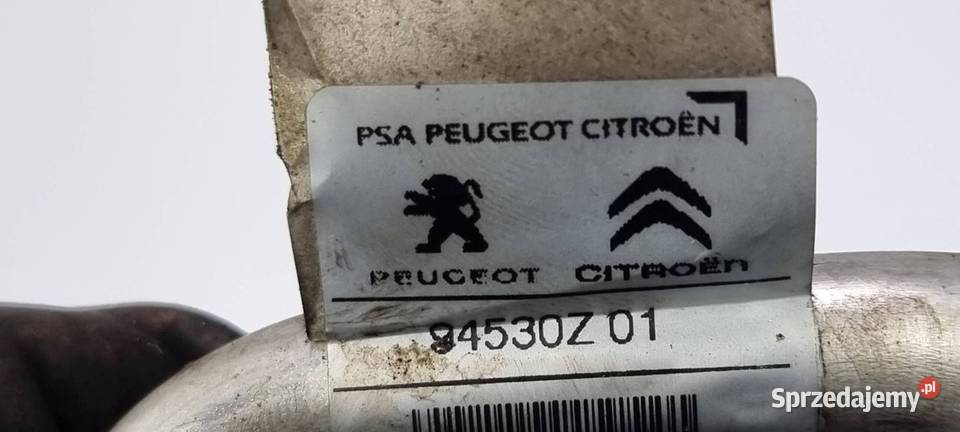 PSA PEUGEOT CITROËN
PEUGEOT CITROËN
94530Z 01
Sprzedajemy.pl